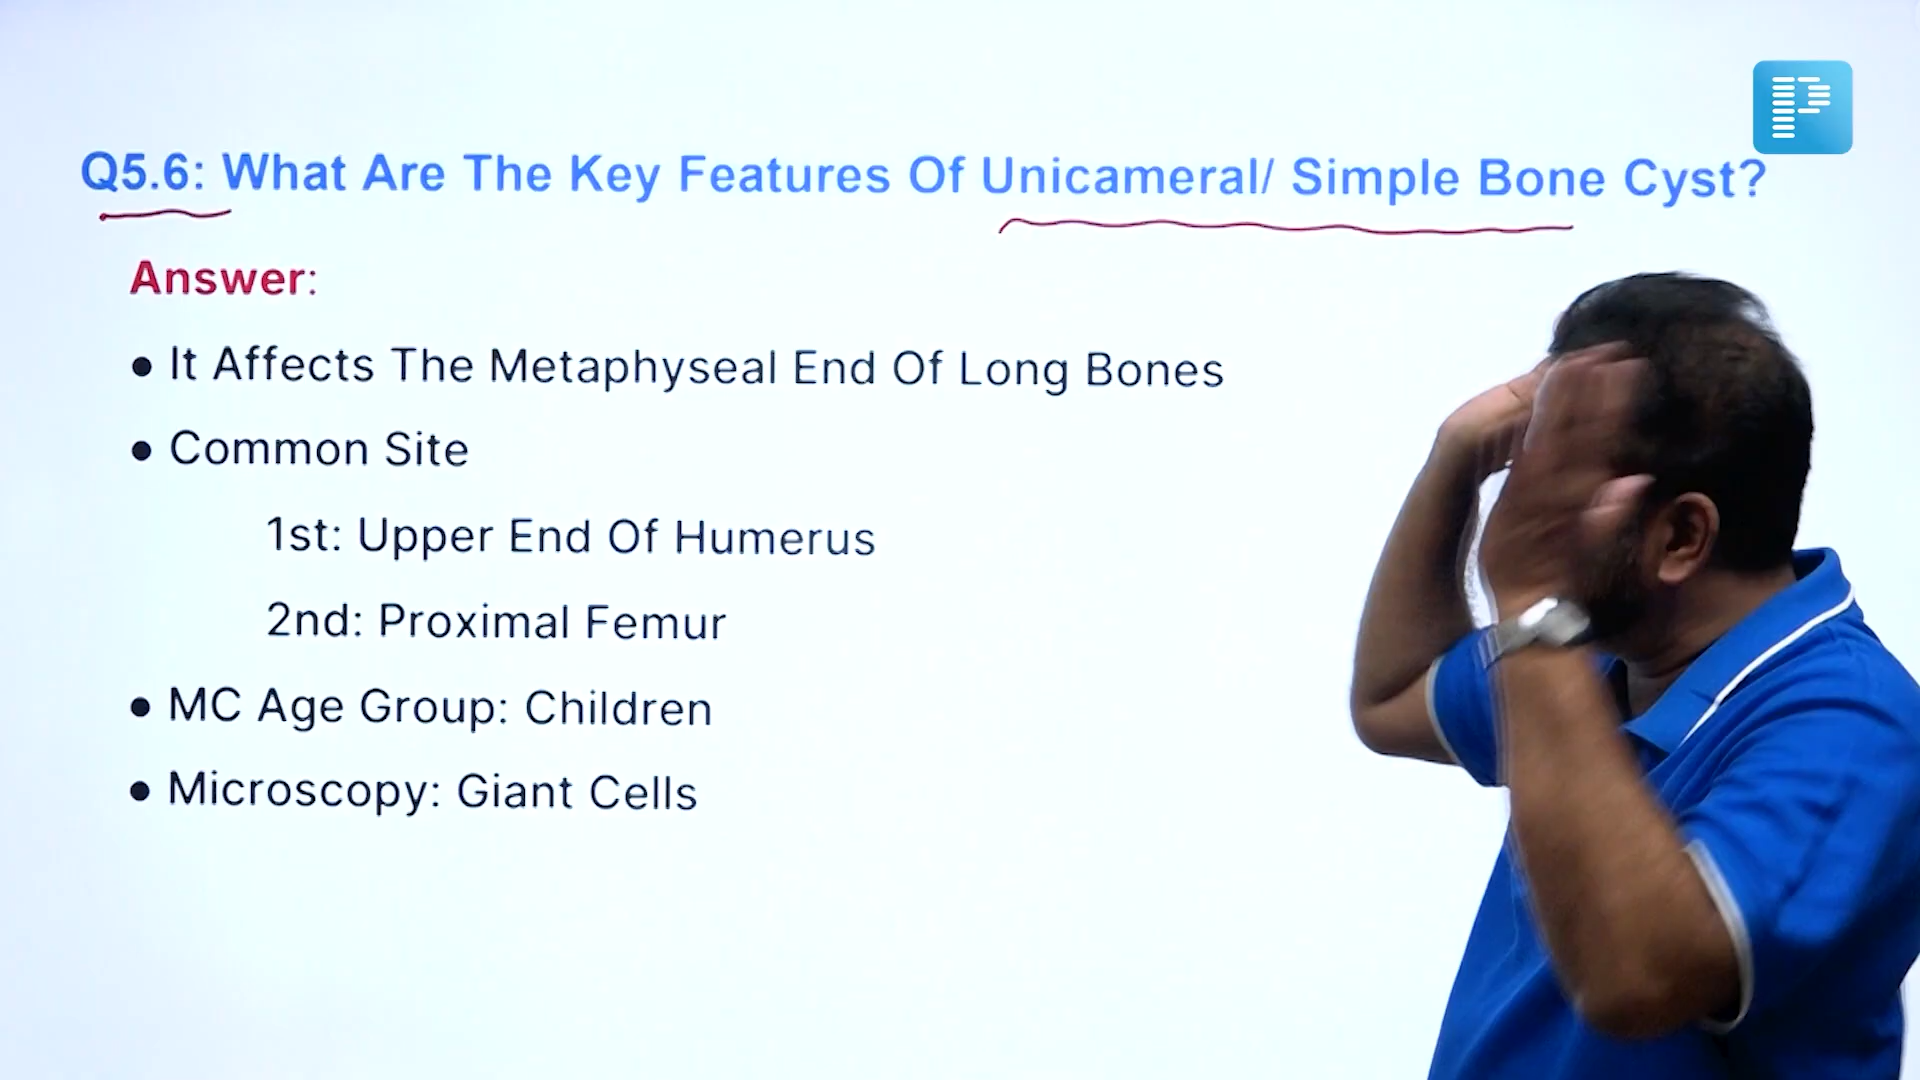 Q5.6: What Are The Key Features Of Unicameral/ Simple Bone Cyst?
Answer:
● It Affects The Metaphyseal End Of Long Bones
● Common Site
1st: Upper End Of Humerus
2nd: Proximal Femur
● MC Age Group: Children
● Microscopy: Giant Cells